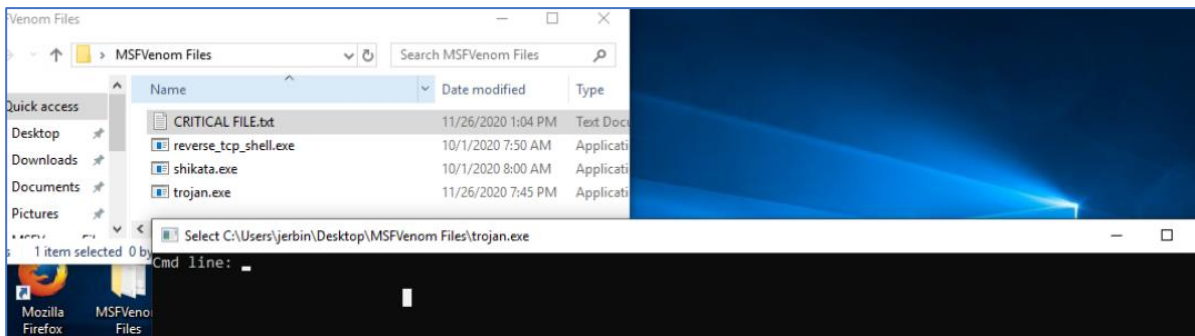 Venom Files
MSFVenom Files
Search MSFVenom Files
Name
Date modified
Type
Quick access
CRITICAL FILE.txt 11/26/2020 1:04 PM Text Docu
Desktop
reverse_tcp_shell.exe 10/1/2020 7:50 AM Applicati
Downloads
shikata.exe 10/1/2020 8:00 AM Applicati
Documents
trojan.exe 11/26/2020 7:45 PM Applicati
Pictures
1 item selected 0 by
Select C:\Users\jerbin\Desktop\MSFVenom Files\trojan.exe
Cmd line:
Mozilla
Firefox
MSFVeno
Files